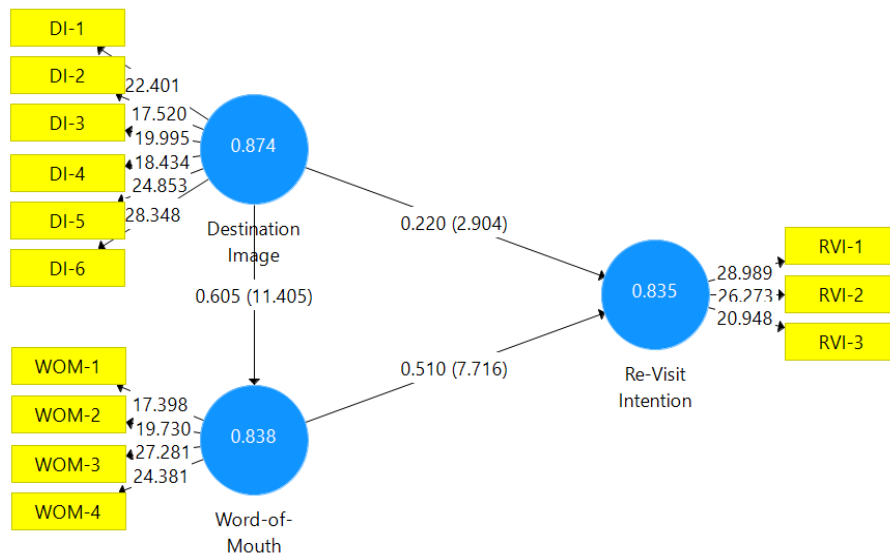 DI-1
DI-2
DI-3
DI-4
DI-5
DI-6
22.401
17.520
19.995
18.434
24.853
28.348
0.874
Destination
Image
0.220 (2.904)
0.605 (11.405)
0.510 (7.716)
0.835
Re-Visit
Intention
28.989
26.273
20.948
RVI-1
RVI-2
RVI-3
WOM-1
WOM-2
WOM-3
WOM-4
17.398
19.730
27.281
24.381
0.838
Word-of-
Mouth